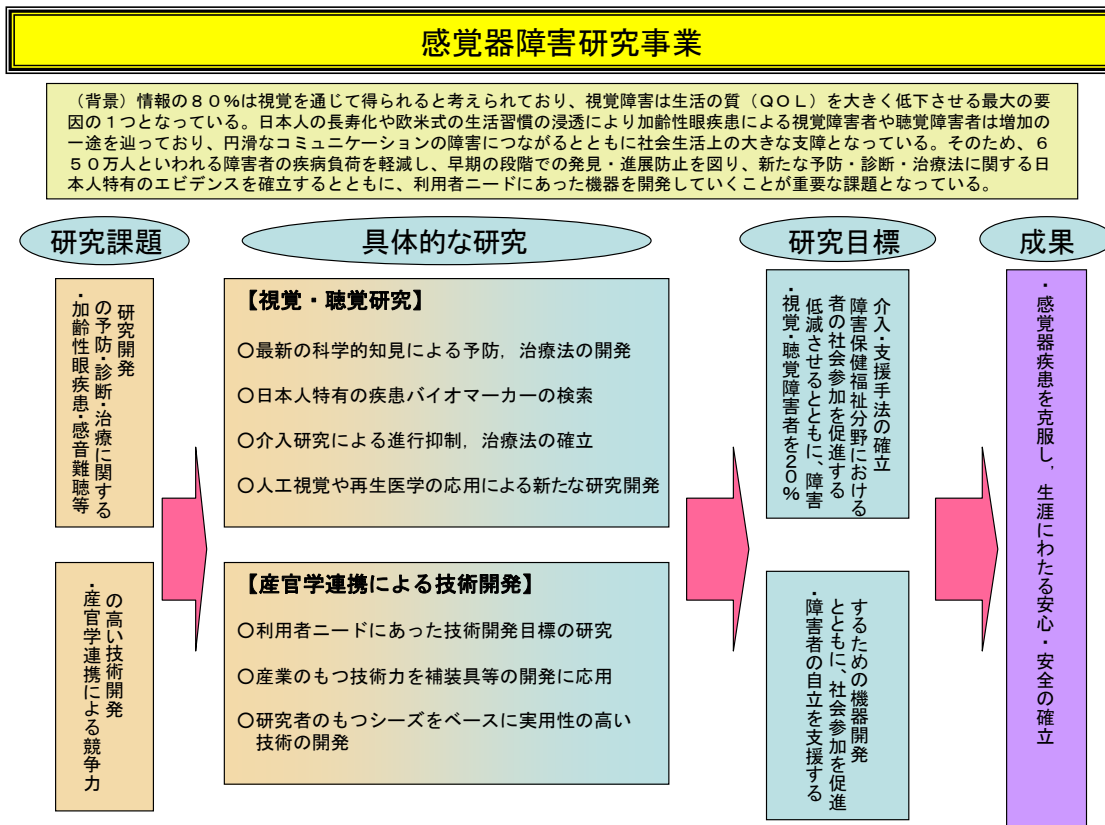 感覚器障害研究事業
（背景）情報の８０％は視覚を通じて得られると考えられており、視覚障害は生活の質（ＱＯＬ）を大きく低下させる最大の要
因の１つとなっている。日本人の長寿化や欧米式の生活習慣の浸透により加齢性眼疾患による視覚障害者や聴覚障害者は増加の
一途を辿っており、円滑なコミュニケーションの障害につながるとともに社会生活上の大きな支障となっている。そのため、６
５０万人といわれる障害者の疾病負荷を軽減し、早期の段階での発見・進展防止を図り、新たな予防・診断・治療法に関する日
本人特有のエビデンスを確立するとともに、利用者ニードにあった機器を開発していくことが重要な課題となっている。
研究課題
・加齢性眼疾患・感音難聴等
の予防・診断・治療に関する
研究開発
・産官学連携による競争力
の高い技術開発
具体的な研究
【視覚・聴覚研究】
○最新の科学的知見による予防，治療法の開発
○日本人特有の疾患バイオマーカーの検索
○介入研究による進行抑制，治療法の確立
○人工視覚や再生医学の応用による新たな研究開発
【産官学連携による技術開発】
○利用者ニードにあった技術開発目標の研究
○産業のもつ技術力を補装具等の開発に応用
○研究者のもつシーズをベースに実用性の高い
技術の開発
研究目標
・視覚・聴覚障害者を２０％
低減させるとともに、障害
者の社会参加を促進する
障害保健福祉分野における
介入・支援手法の確立
・障害者の自立を支援する
とともに、社会参加を促進
するための機器開発
成果
・感覚器疾患を克服し，生涯にわたる安心・安全の確立